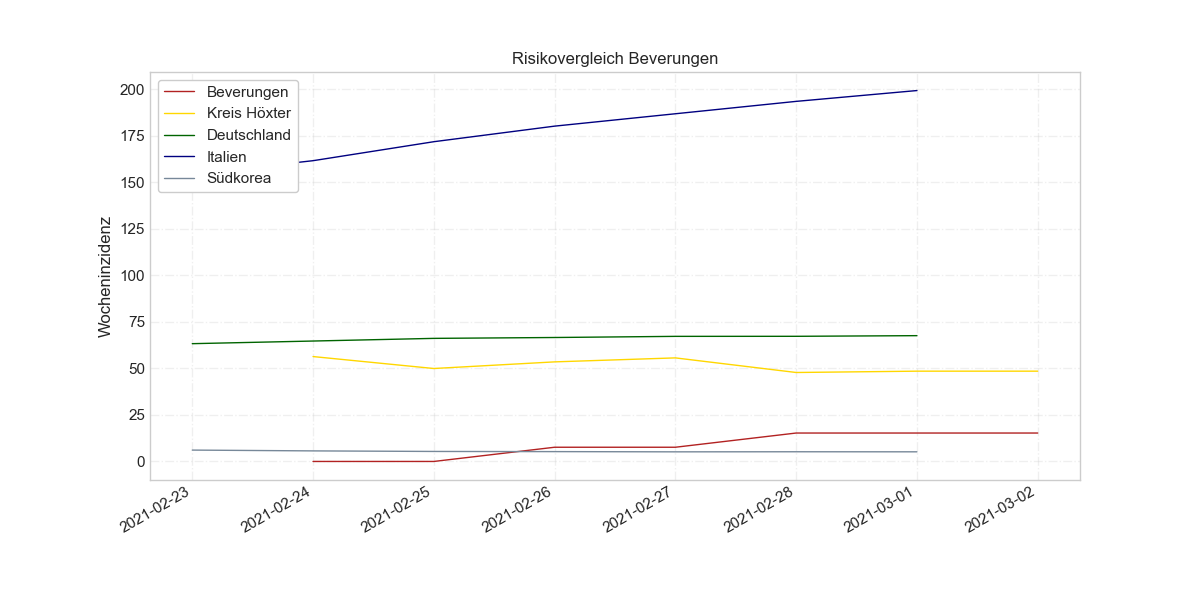 Risikovergleich Beverungen
Wocheninzidenz
200
175
150
125
100
75
50
25
0
Beverungen
Kreis Höxter
Deutschland
Italien
Südkorea
2021-02-23
2021-02-24
2021-02-25
2021-02-26
2021-02-27
2021-02-28
2021-03-01
2021-03-02